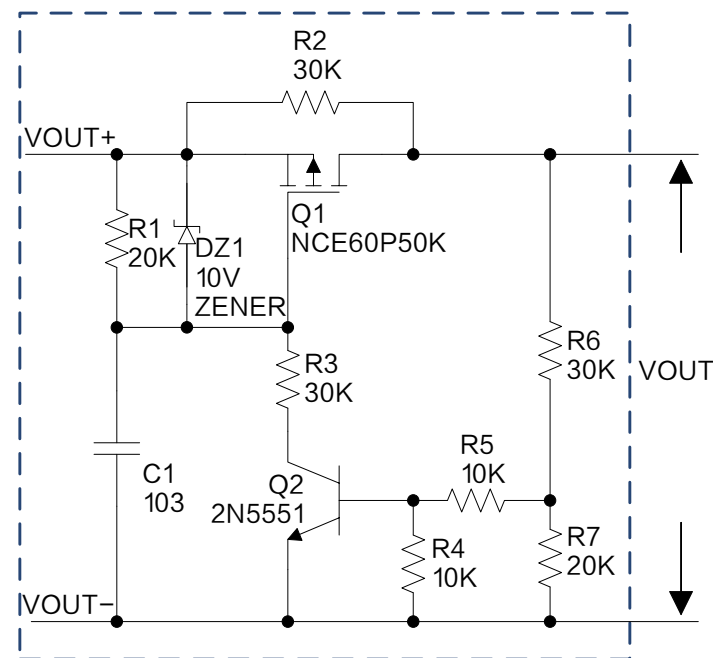 R2
30K
VOUT+
R1
20K
DZ1
10V
ZENER
Q1
NCE60P50K
R3
30K
R6
30K
VOUT
C1
103
Q2
2N5551
R5
10K
R4
10K
R7
20K
VOUT−